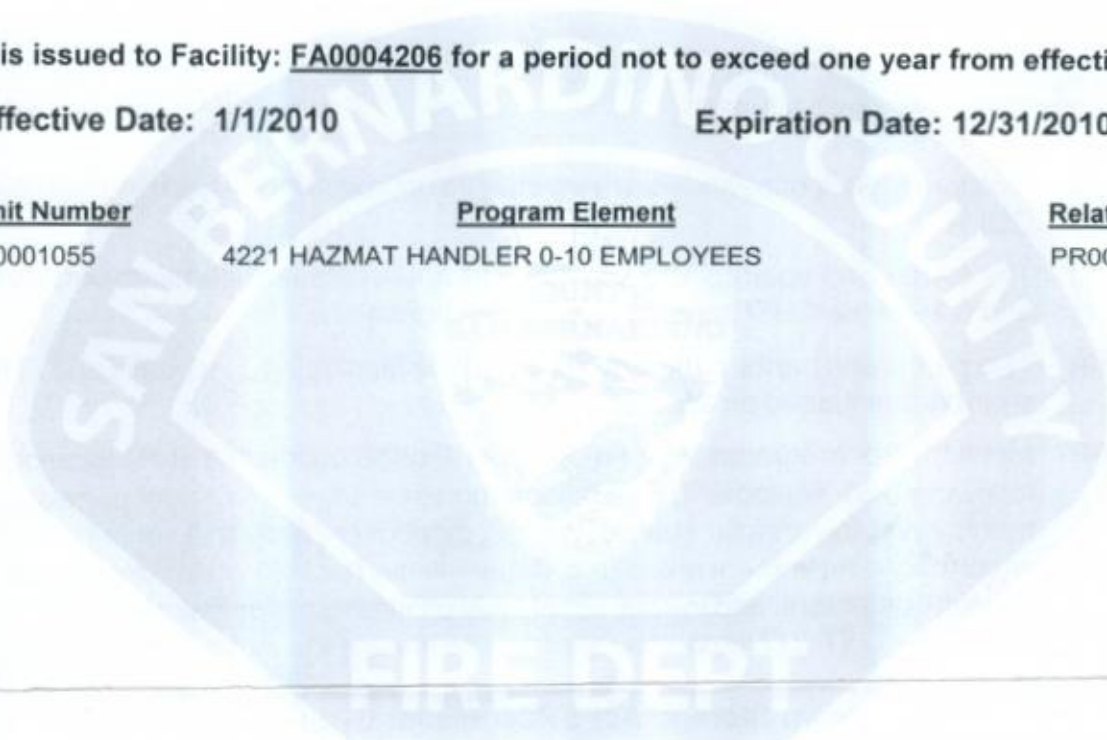 is issued to Facility: FA0004206 for a period not to exceed one year from effecti
ffective Date: 1/1/2010 Expiration Date: 12/31/2010
nit Number Program Element Relat
0001055 4221 HAZMAT HANDLER 0-10 EMPLOYEES PR00
SAN BERNARDINO COUNTY
FIRE DEPT